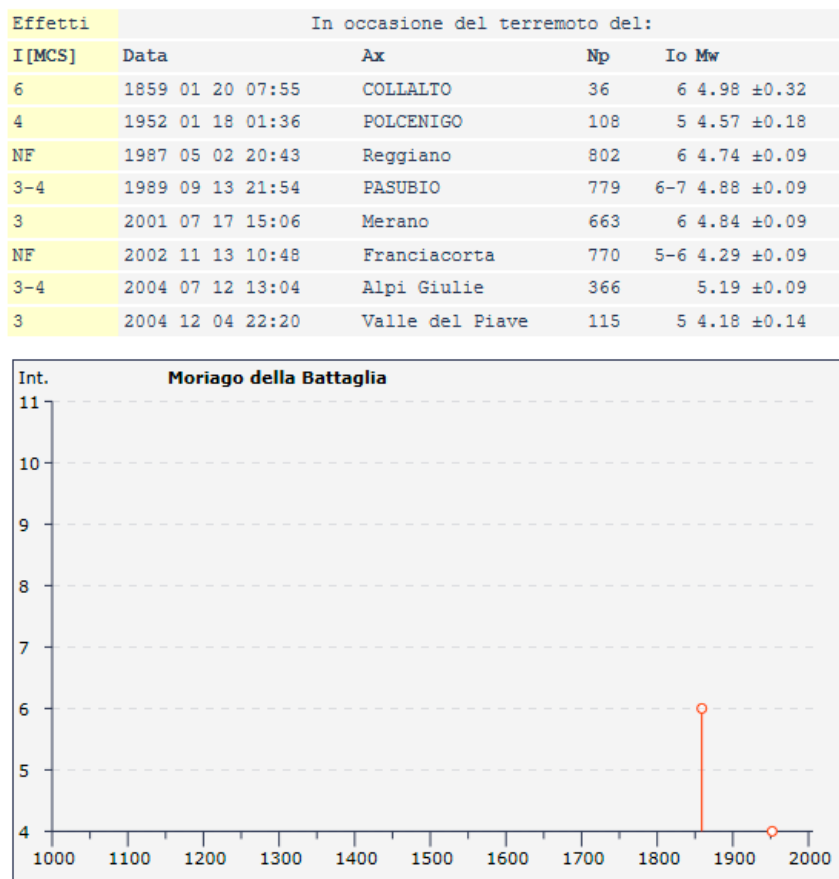 Effetti In occasione del terremoto del:
I[MCS] Data Ax Np Io Mw
6 1859 01 20 07:55 COLLALTO 36 6 4.98 ±0.32
4 1952 01 18 01:36 POLCENIGO 108 5 4.57 ±0.18
NF 1987 05 02 20:43 Reggiano 802 6 4.74 ±0.09
3-4 1989 09 13 21:54 PASUBIO 779 6-7 4.88 ±0.09
3 2001 07 17 15:06 Merano 663 6 4.84 ±0.09
NF 2002 11 13 10:48 Franciacorta 770 5-6 4.29 ±0.09
3-4 2004 07 12 13:04 Alpi Giulie 366 5.19 ±0.09
3 2004 12 04 22:20 Valle del Piave 115 5 4.18 ±0.14
Int. Moriago della Battaglia
11
10
9
8
7
6
5
4
1000 1100 1200 1300 1400 1500 1600 1700 1800 1900 2000